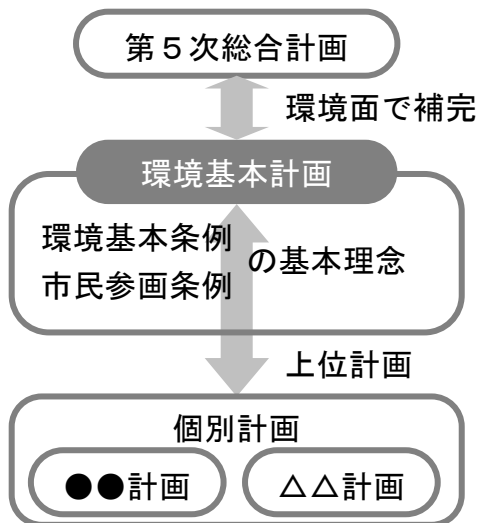 第５次総合計画
環境面で補完
環境基本計画
環境基本条例
市民参画条例
の基本理念
上位計画
個別計画
●●計画
△△計画